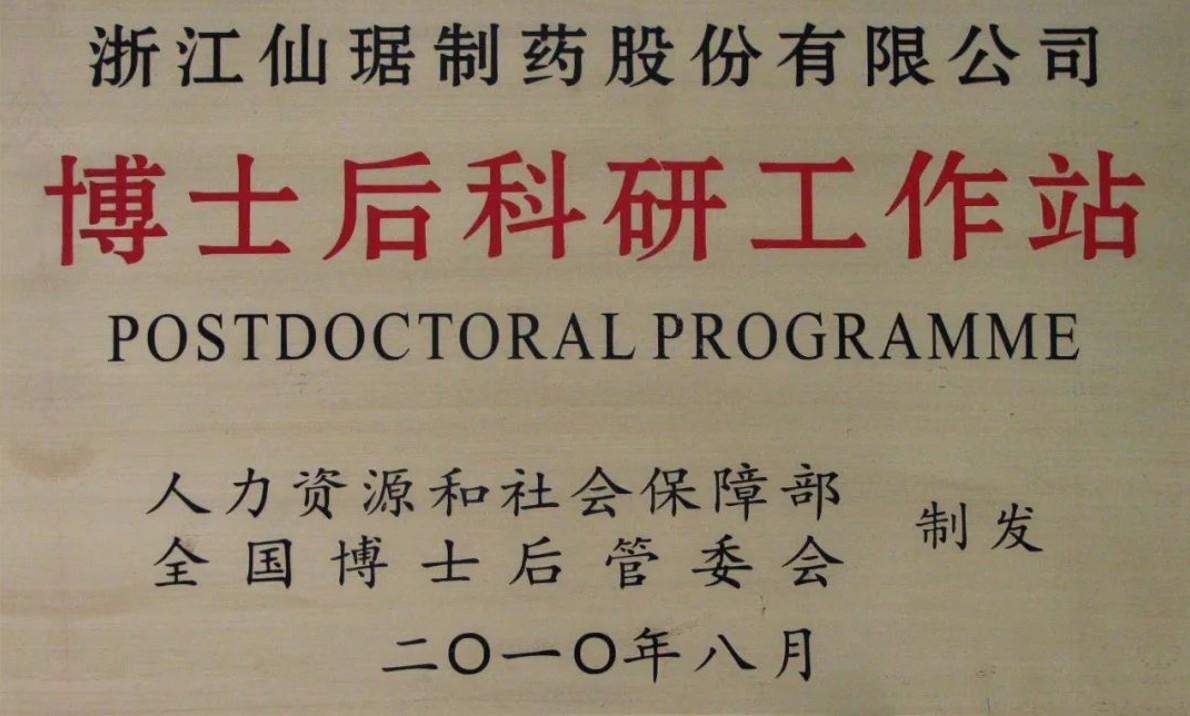 浙江仙琚制药股份有限公司
博士后科研工作站
POSTDOCTORAL PROGRAMME
人力资源和社会保障部
全国博士后管委会
制发
二〇一〇年八月